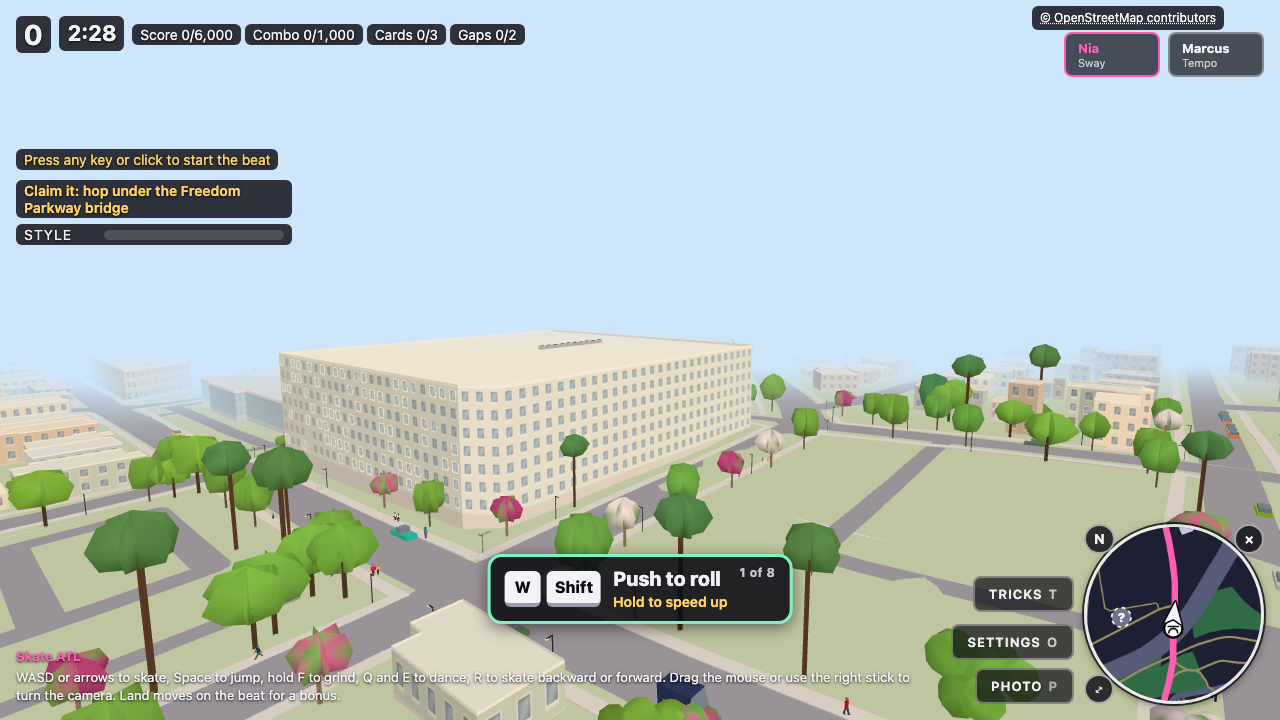 0
2:28
Score 0/6,000
Combo 0/1,000
Cards 0/3
Gaps 0/2
© OpenStreetMap contributors
Nia
Sway
Marcus
Tempo
Press any key or click to start the beat
Claim it: hop under the Freedom
Parkway bridge
STYLE
W
Shift
Push to roll
1 of 8
Hold to speed up
N
×
?
TRICKS T
SETTINGS O
PHOTO P
Skate ATL
WASD or arrows to skate, Space to jump, hold F to grind, Q and E to dance, R to skate backward or forward. Drag the mouse or use the right stick to
turn the camera. Land moves on the beat for a bonus.